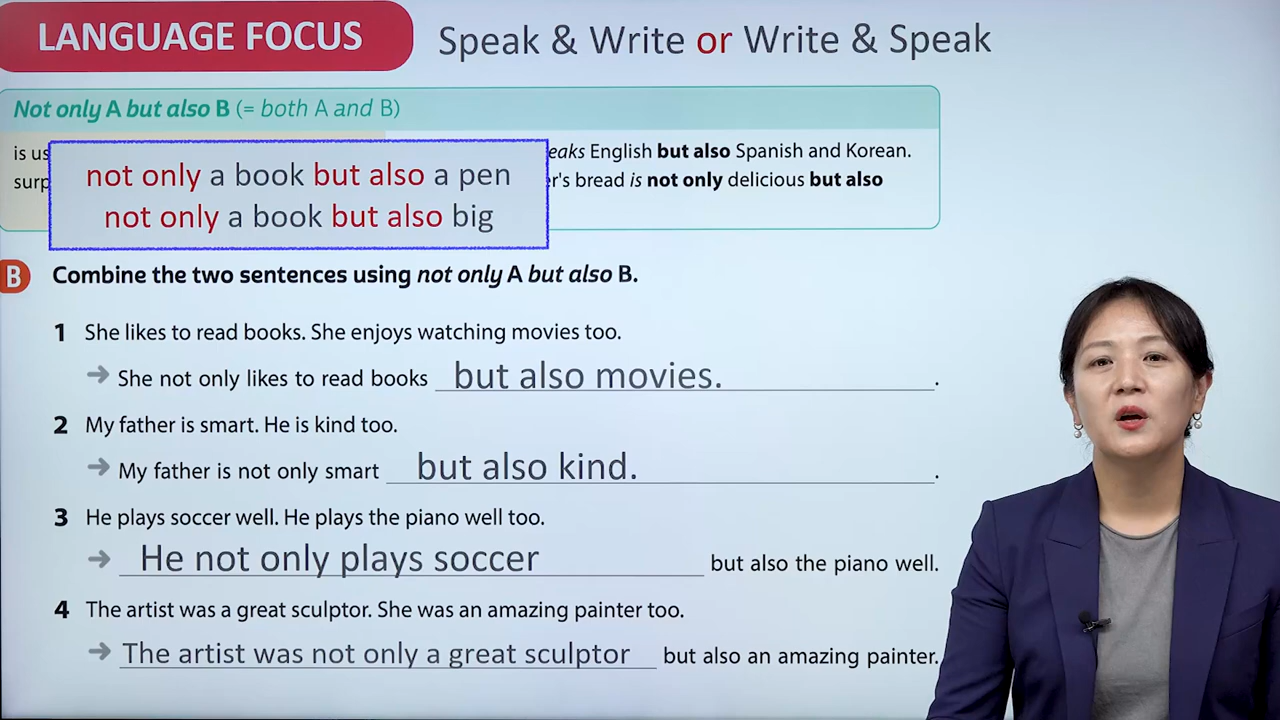 LANGUAGE FOCUS
Speak & Write or Write & Speak
Not only A but also B (= both A and B)
is us
eaks English but also Spanish and Korean.
surp
r's bread is not only delicious but also
not only a book but also a pen
not only a book but also big
B Combine the two sentences using not only A but also B.
1 She likes to read books. She enjoys watching movies too.
→ She not only likes to read books but also movies. .
2 My father is smart. He is kind too.
→ My father is not only smart but also kind. .
3 He plays soccer well. He plays the piano well too.
→ He not only plays soccer but also the piano well.
4 The artist was a great sculptor. She was an amazing painter too.
→ The artist was not only a great sculptor but also an amazing painter.